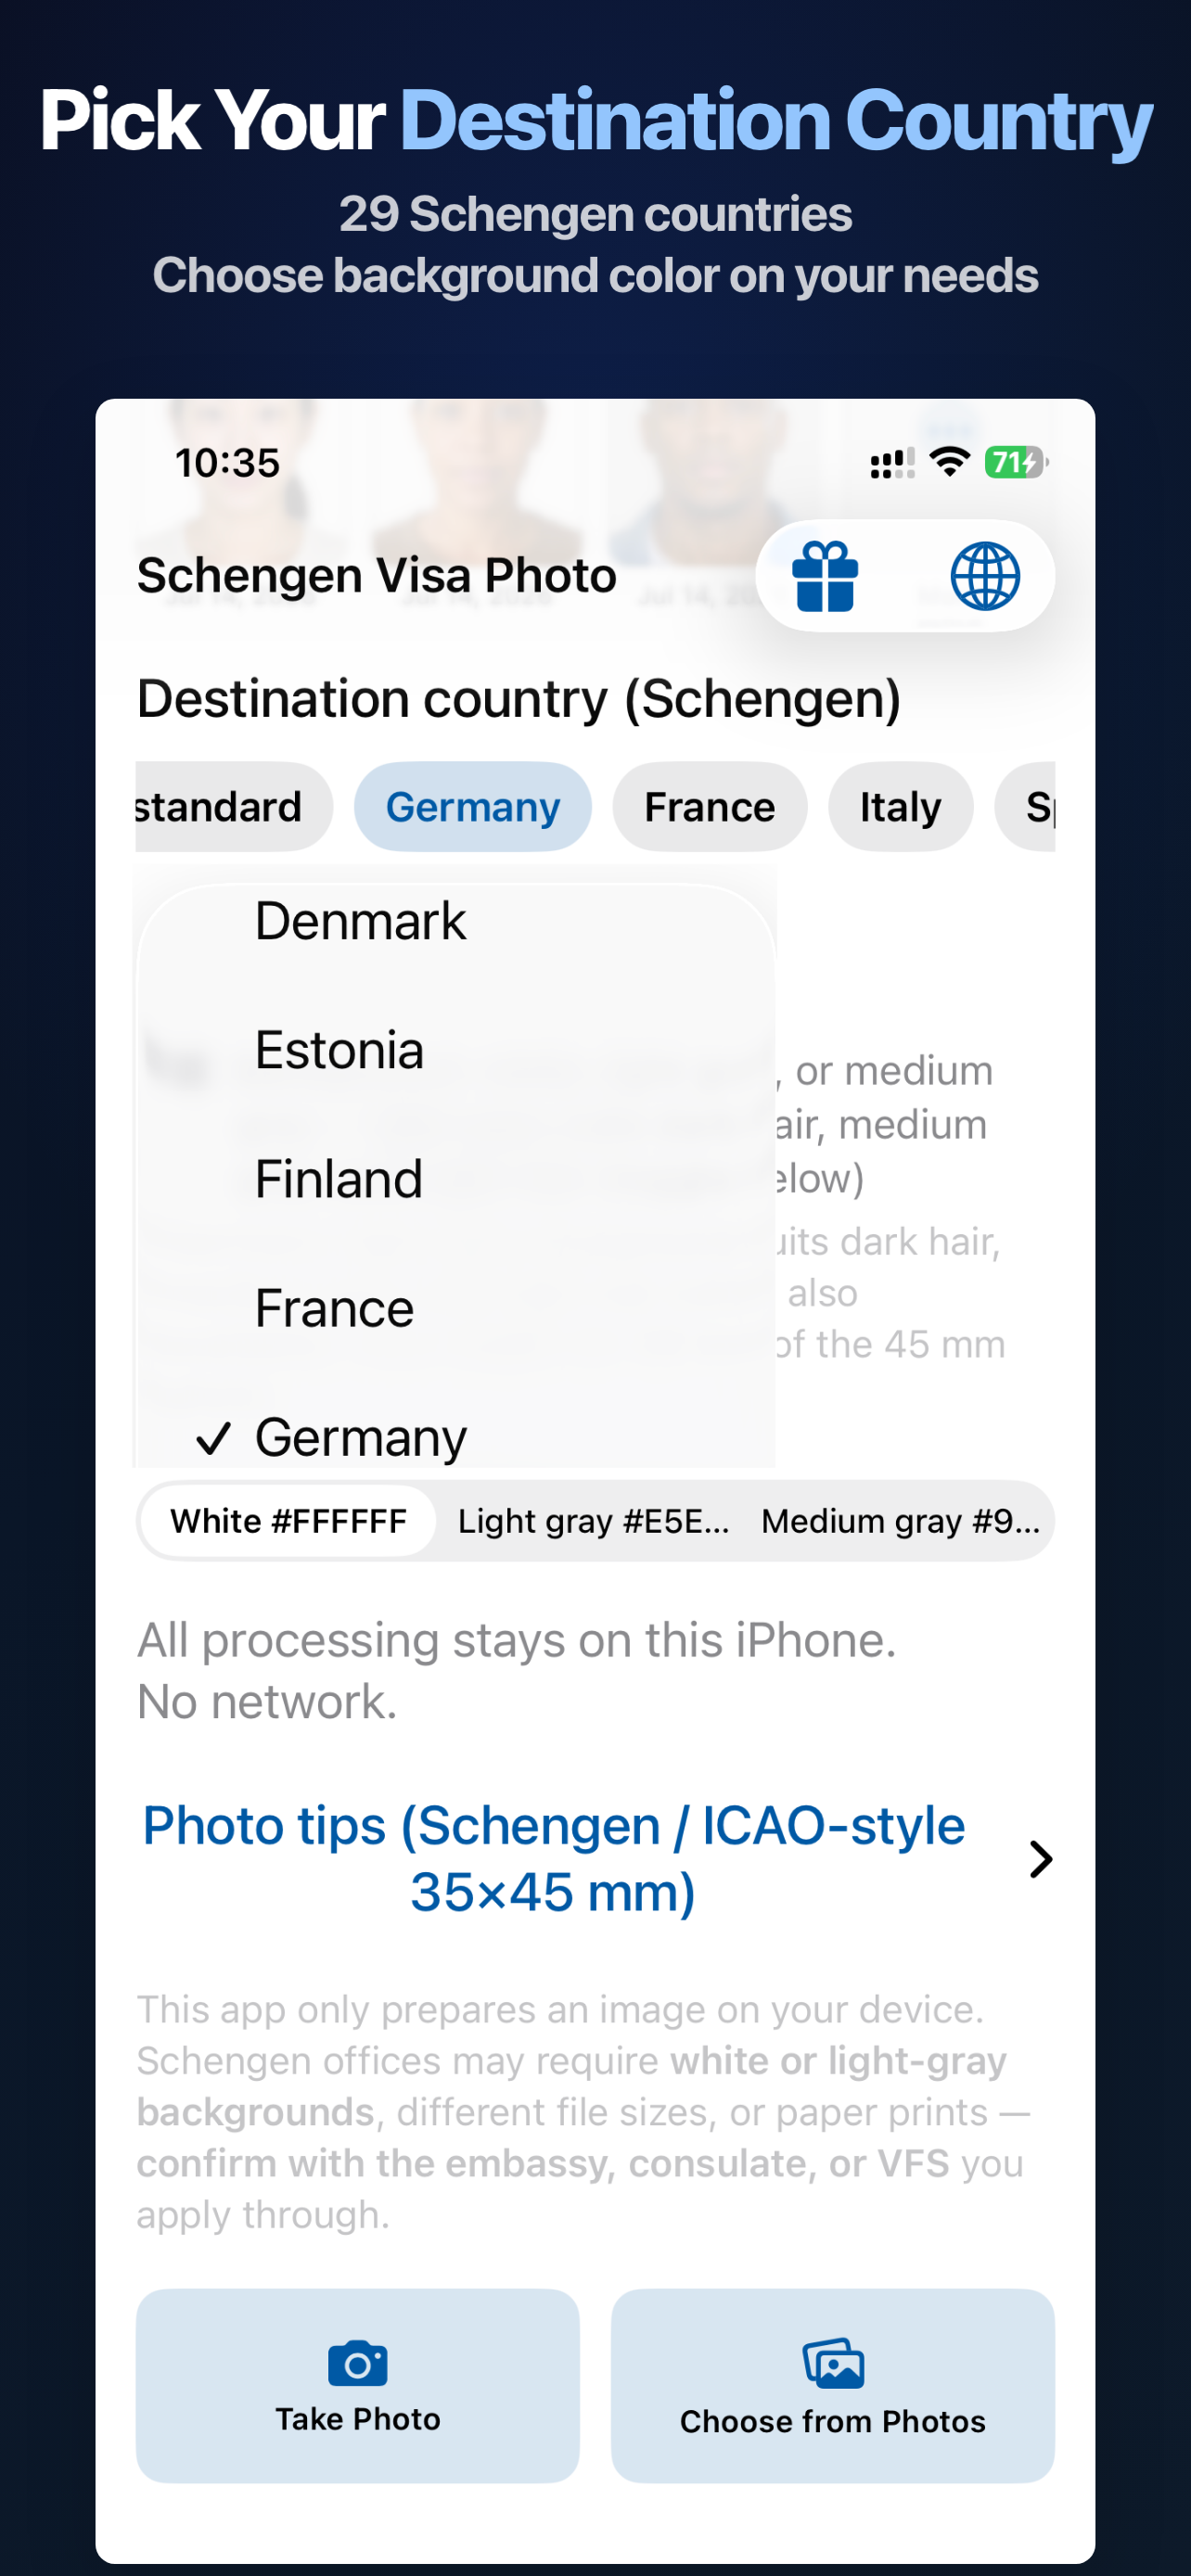 Pick Your Destination Country
29 Schengen countries
Choose background color on your needs
10:35
71
Schengen Visa Photo
Destination country (Schengen)
standard
Germany
France
Italy
Denmark
Estonia
Finland
France
✓ Germany
, or medium
air, medium
elow)
uits dark hair,
also
of the 45 mm
White #FFFFFF
Light gray #E5E...
Medium gray #9...
All processing stays on this iPhone.
No network.
Photo tips (Schengen / ICAO-style
35×45 mm)
This app only prepares an image on your device.
Schengen offices may require white or light-gray
backgrounds, different file sizes, or paper prints —
confirm with the embassy, consulate, or VFS you
apply through.
Take Photo
Choose from Photos